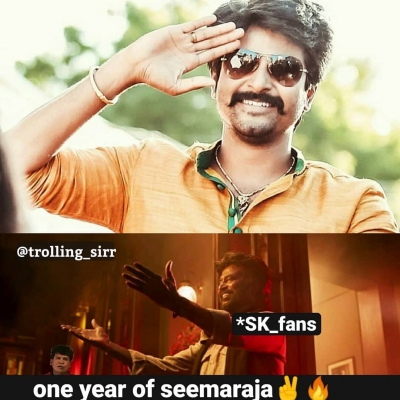 @trolling_sirr
*SK_fans
one year of seemaraja✌️🔥